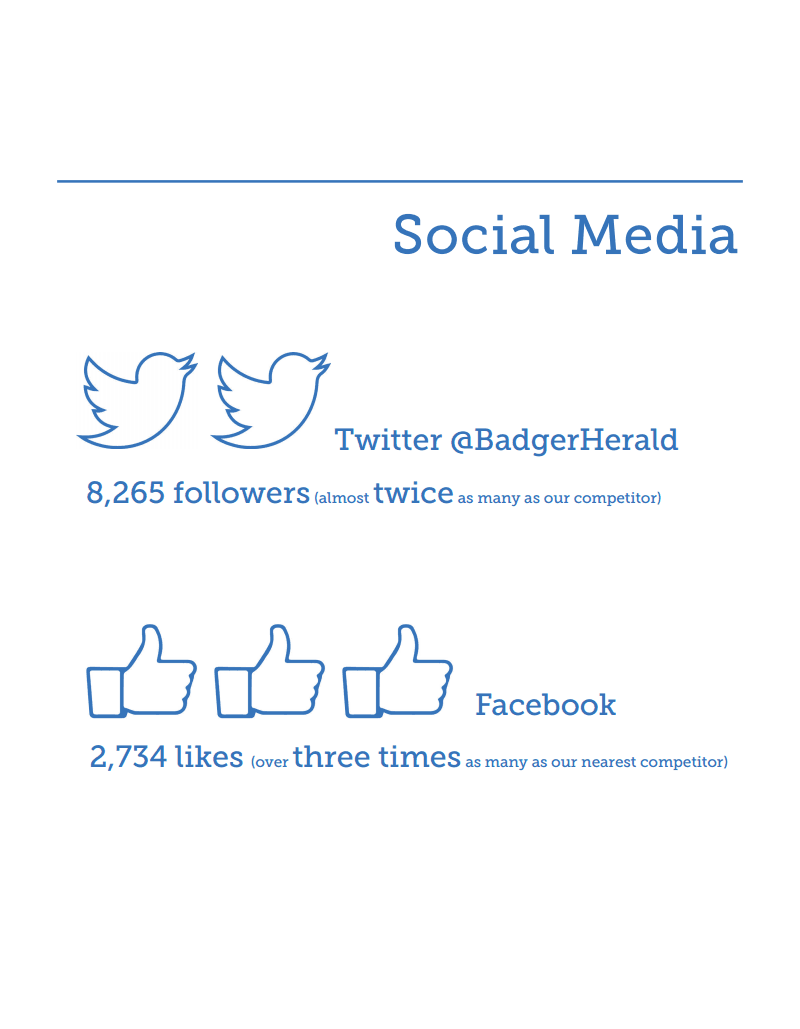 Social Media
Twitter @BadgerHerald
8,265 followers (almost twice as many as our competitor)
Facebook
2,734 likes (over three times as many as our nearest competitor)